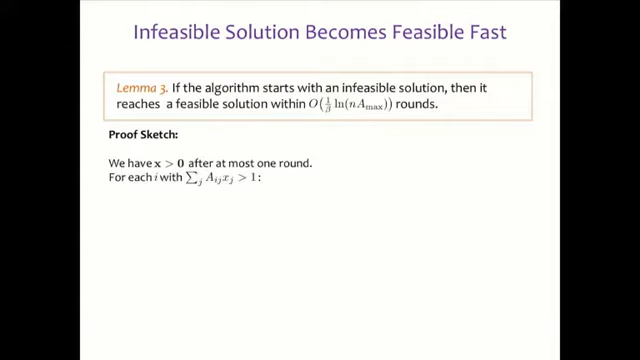 Infeasible Solution Becomes Feasible Fast
Lemma 3. If the algorithm starts with an infeasible solution, then it
reaches a feasible solution within O(1/β ln(nA_max)) rounds.
Proof Sketch:
We have x > 0 after at most one round.
For each i with ∑_j A_ij x_j > 1 :